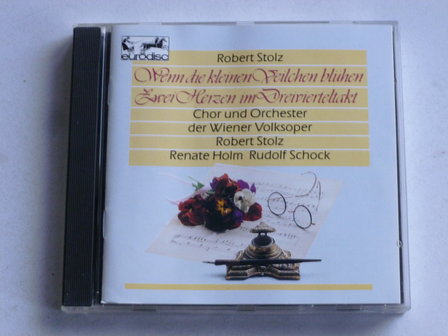 eurodisc
Robert Stolz
Wenn die kleinen Veilchen blühen
Zwei Herzen im Dreivierteltakt
Chor und Orchester
der Wiener Volksoper
Robert Stolz
Renate Holm Rudolf Schock